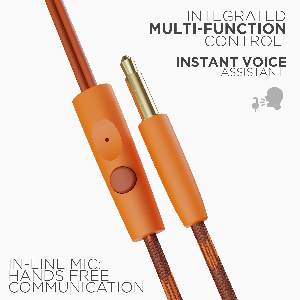 INTEGRATED
MULTI-FUNCTION
CONTROL
INSTANT VOICE
ASSISTANT
IN-LINE MIC:
HANDS FREE
COMMUNICATION